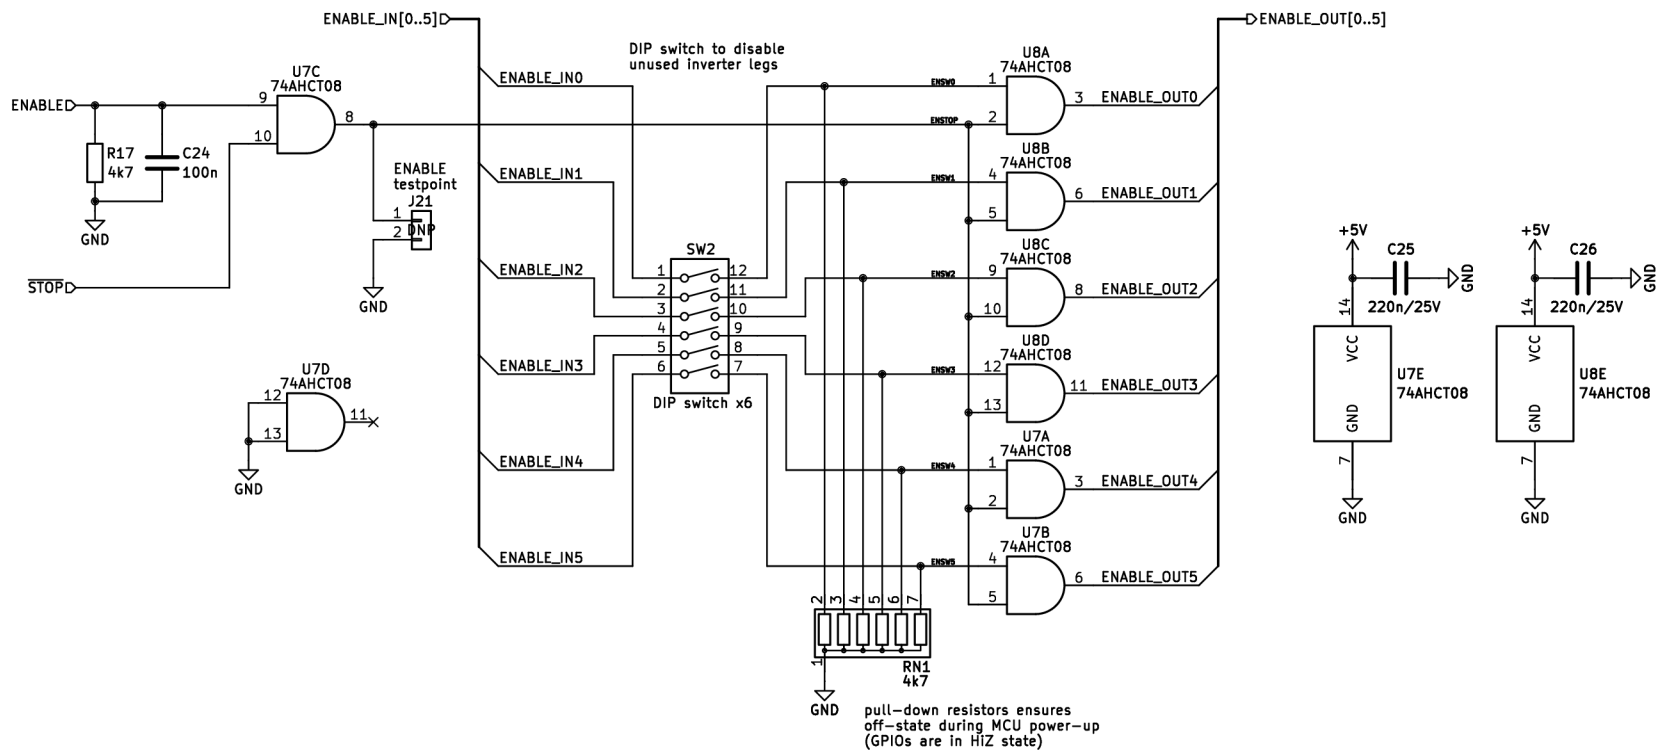 ENABLE_IN[0..5]
ENABLE_OUT[0..5]
DIP switch to disable
unused inverter legs
U7C
74AHCT08
ENABLE
9
10
8
R17
4k7
C24
100n
GND
STOP
ENABLE
testpoint
J21
1
2
DNP
GND
U7D
74AHCT08
12
13
11
GND
ENABLE_IN0
ENABLE_IN1
ENABLE_IN2
ENABLE_IN3
ENABLE_IN4
ENABLE_IN5
SW2
1
2
3
4
5
6
12
11
10
9
8
7
DIP switch x6
ENSW0
ENSTOP
ENSW1
ENSW2
ENSW3
ENSW4
ENSW5
U8A
74AHCT08
1
2
3
ENABLE_OUT0
U8B
74AHCT08
4
5
6
ENABLE_OUT1
U8C
74AHCT08
9
10
8
ENABLE_OUT2
U8D
74AHCT08
12
13
11
ENABLE_OUT3
U7A
74AHCT08
1
2
3
ENABLE_OUT4
U7B
74AHCT08
4
5
6
ENABLE_OUT5
2
3
4
5
6
7
1
RN1
4k7
GND
pull-down resistors ensures
off-state during MCU power-up
(GPIOs are in HiZ state)
+5V
C25
220n/25V
GND
14
VCC
GND
7
U7E
74AHCT08
GND
+5V
C26
220n/25V
GND
14
VCC
GND
7
U8E
74AHCT08
GND